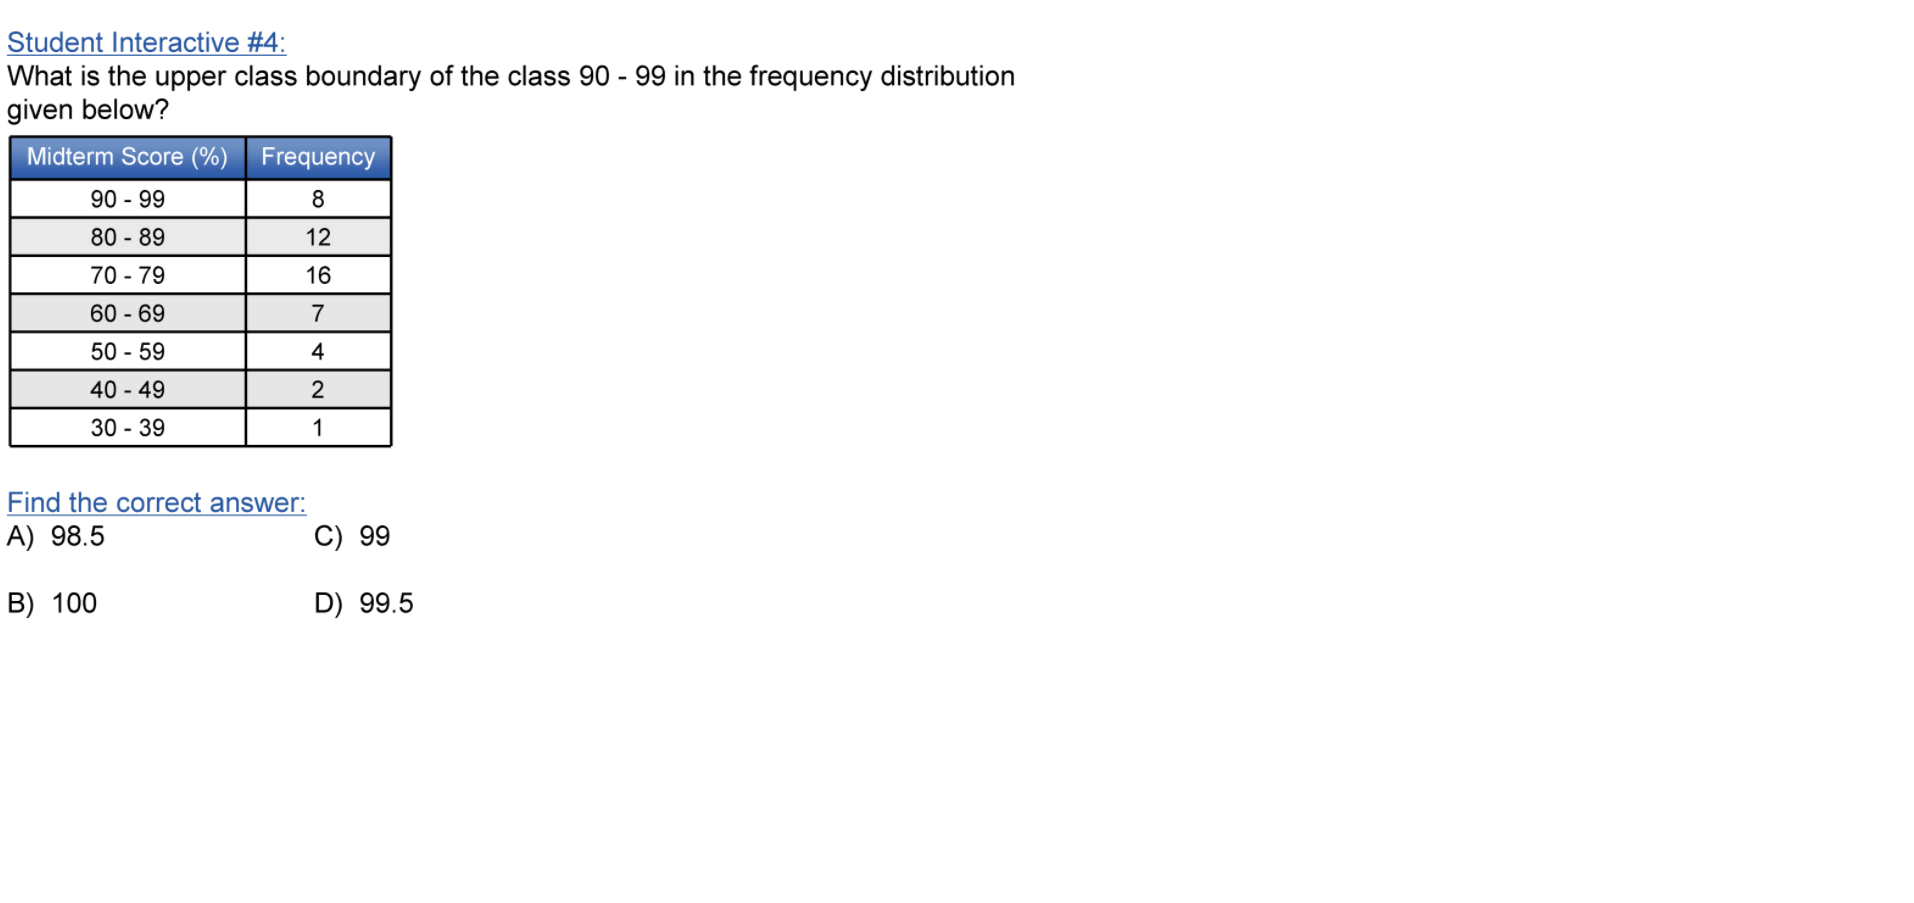 Student Interactive #4:
What is the upper class boundary of the class 90 - 99 in the frequency distribution
given below?
Midterm Score (%) Frequency
90 - 99 8
80 - 89 12
70 - 79 16
60 - 69 7
50 - 59 4
40 - 49 2
30 - 39 1
Find the correct answer:
A) 98.5 C) 99
B) 100 D) 99.5